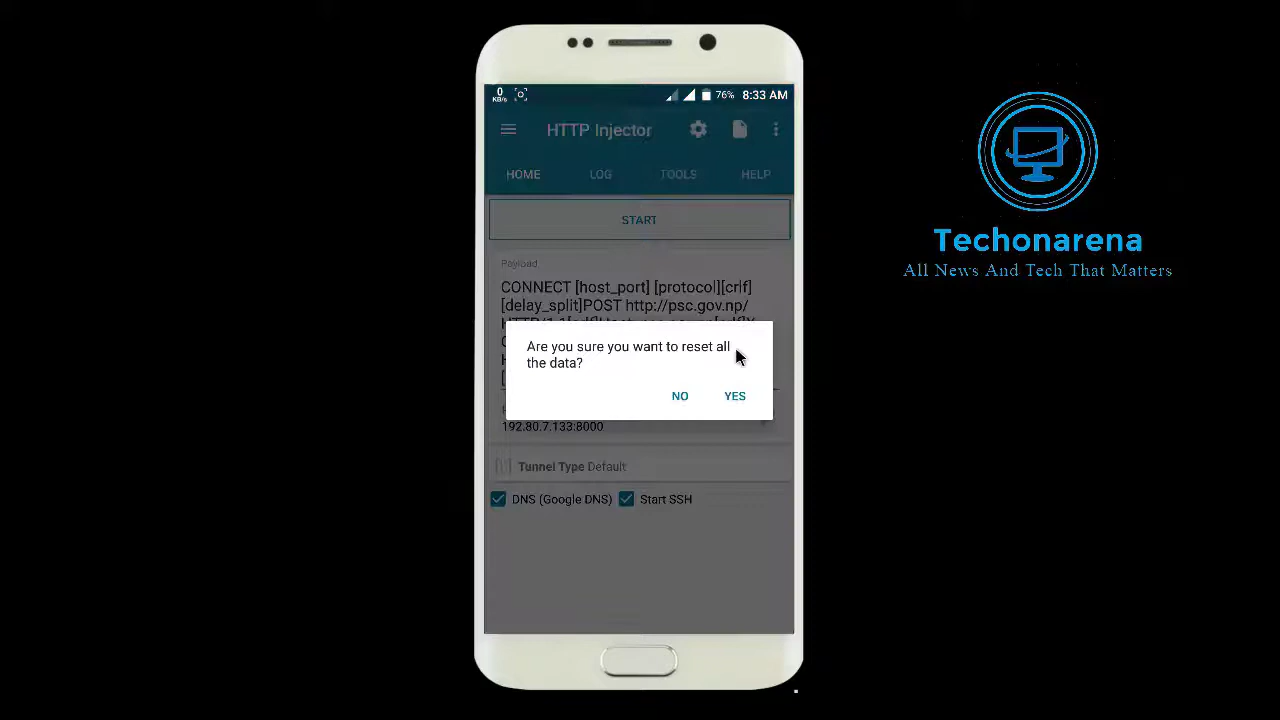 0
KB/s
76%
8:33 AM
HTTP Injector
HOME
LOG
TOOLS
HELP
START
Payload
CONNECT [host_port] [protocol][crlf]
[delay_split]POST http://psc.gov.np/
Are you sure you want to reset all
the data?
NO
YES
192.80.7.133:8000
Tunnel Type Default
DNS (Google DNS)
Start SSH
Techonarena
All News And Tech That Matters